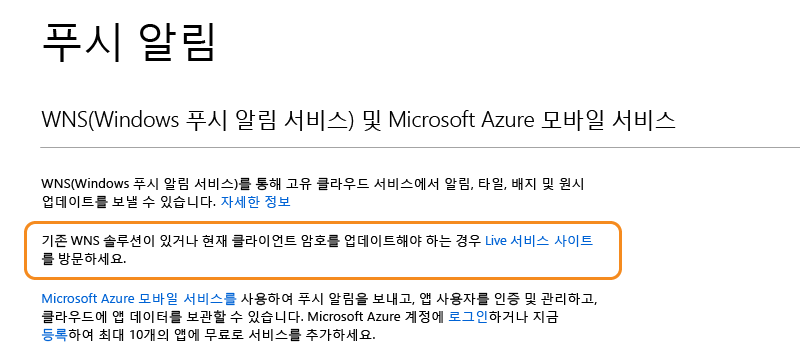 푸시 알림
WNS(Windows 푸시 알림 서비스) 및 Microsoft Azure 모바일 서비스
WNS(Windows 푸시 알림 서비스)를 통해 고유 클라우드 서비스에서 알림, 타일, 배지 및 원시
업데이트를 보낼 수 있습니다. 자세한 정보
기존 WNS 솔루션이 있거나 현재 클라이언트 암호를 업데이트해야 하는 경우 Live 서비스 사이트
를 방문하세요.
Microsoft Azure 모바일 서비스를 사용하여 푸시 알림을 보내고, 앱 사용자를 인증 및 관리하고,
클라우드에 앱 데이터를 보관할 수 있습니다. Microsoft Azure 계정에 로그인하거나 지금
등록하여 최대 10개의 앱에 무료로 서비스를 추가하세요.